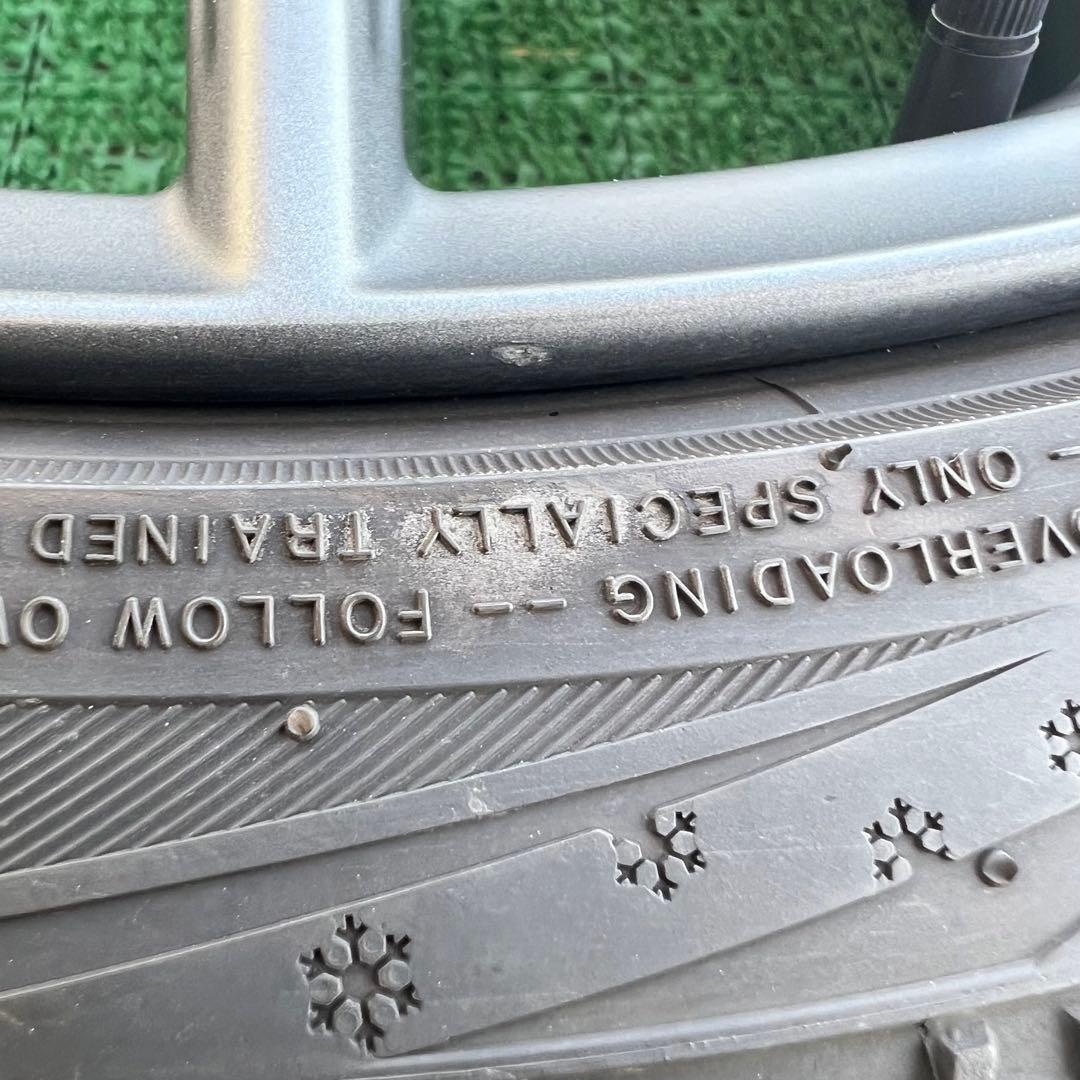 OVERLOADING -- FOLLOW
— ONLY SPECIALLY TRAINED